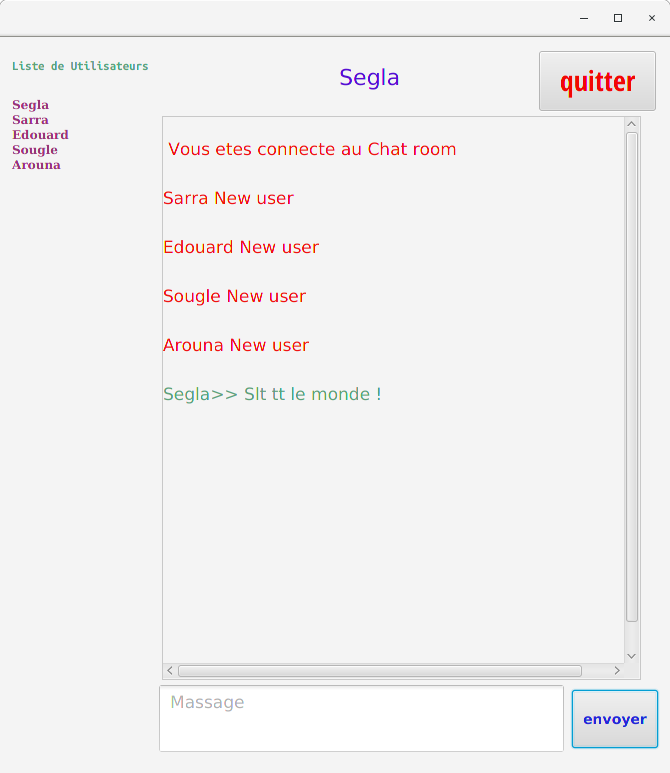 Liste de Utilisateurs
Segla
Sarra
Edouard
Sougle
Arouna
Segla
quitter
Vous etes connecte au Chat room
Sarra New user
Edouard New user
Sougle New user
Arouna New user
Segla>> Slt tt le monde !
Massage
envoyer